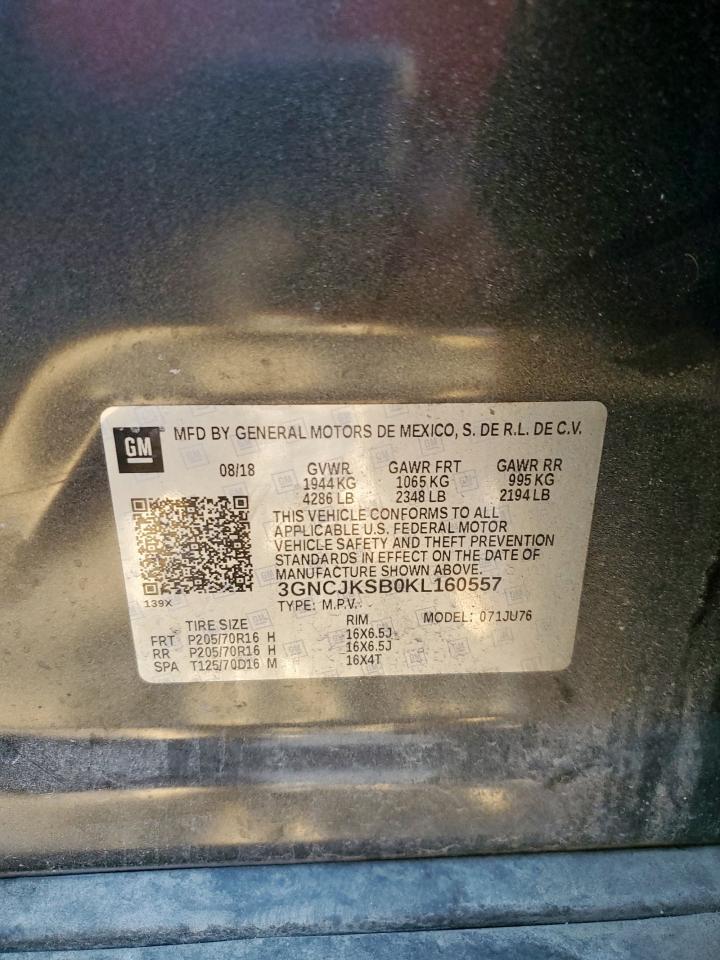 GM MFD BY GENERAL MOTORS DE MEXICO, S. DE R.L. DE C.V.
08/18 GVWR GAWR FRT GAWR RR
1944 KG 1065 KG 995 KG
4286 LB 2348 LB 2194 LB
THIS VEHICLE CONFORMS TO ALL
APPLICABLE U.S. FEDERAL MOTOR
VEHICLE SAFETY AND THEFT PREVENTION
STANDARDS IN EFFECT ON THE DATE OF
MANUFACTURE SHOWN ABOVE.
3GNCJKSB0KL160557
139X TYPE: M.P.V.
TIRE SIZE RIM MODEL: 071JU76
FRT P205/70R16 H 16X6.5J
RR P205/70R16 H 16X6.5J
SPA T125/70D16 M 16X4T